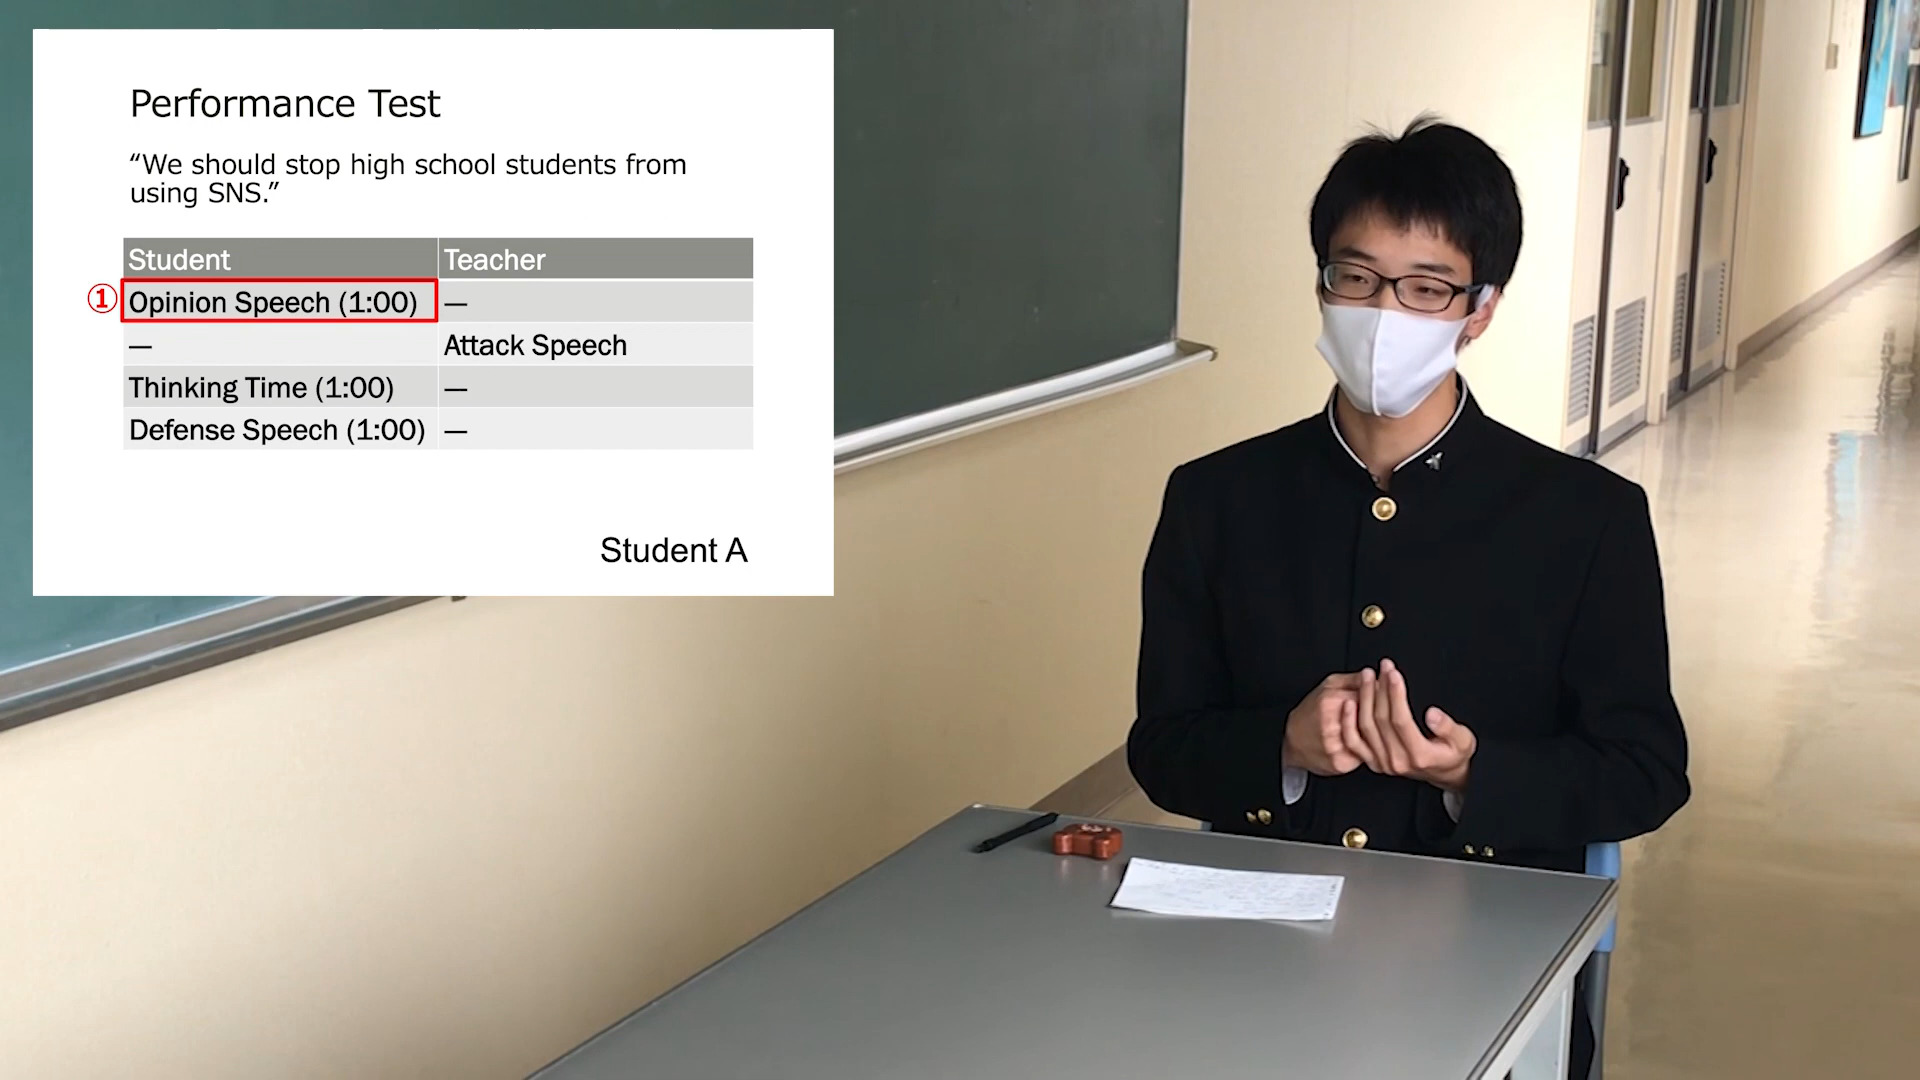 Performance Test
“We should stop high school students from
using SNS.”
Student Teacher
① Opinion Speech (1:00) —
— Attack Speech
Thinking Time (1:00) —
Defense Speech (1:00) —
Student A